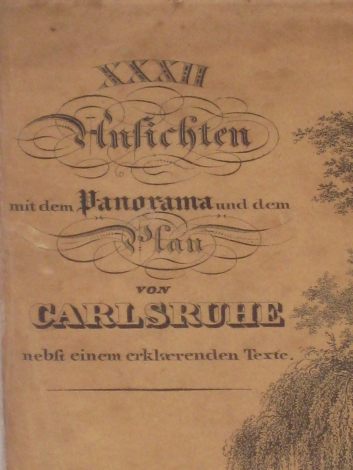 XXXII
Ansichten
mit dem Panorama und dem
Plan
VON
CARLSRUHE
nebſt einem erklærenden Texte.